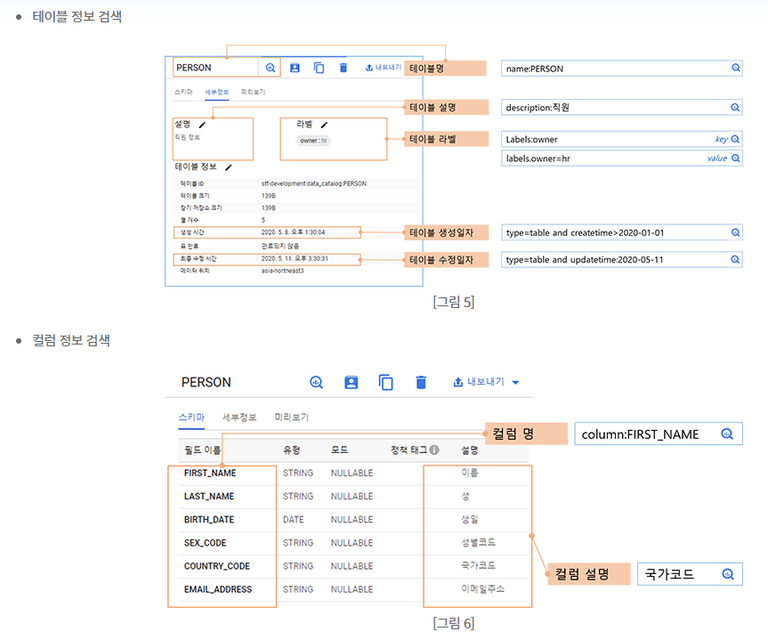 테이블 정보 검색
PERSON 내보내기 테이블명 name:PERSON
스키마 세부정보 미리보기
테이블 설명 description:직원
설명 라벨
직원 정보 owner : hr 테이블 라벨 Labels:owner key
labels.owner=hr value
테이블 정보
테이블 ID stf-development:data_catalog.PERSON
테이블 크기 139B
장기 저장소 크기 139B
열 개수 5
생성 시간 2020. 5. 8. 오후 1:30:04 테이블 생성일자 type=table and createtime>2020-01-01
표 만료 만료되지 않음
최종 수정 시간 2020. 5. 11. 오후 3:30:31 테이블 수정일자 type=table and updatetime:2020-05-11
데이터 위치 asia-northeast3
[그림 5]
컬럼 정보 검색
PERSON 내보내기
스키마 세부정보 미리보기
컬럼 명 column:FIRST_NAME
필드 이름 유형 모드 정책 태그 설명
FIRST_NAME STRING NULLABLE 이름
LAST_NAME STRING NULLABLE 성
BIRTH_DATE DATE NULLABLE 생일
SEX_CODE STRING NULLABLE 성별코드
COUNTRY_CODE STRING NULLABLE 국가코드
컬럼 설명 국가코드
EMAIL_ADDRESS STRING NULLABLE 이메일주소
[그림 6]